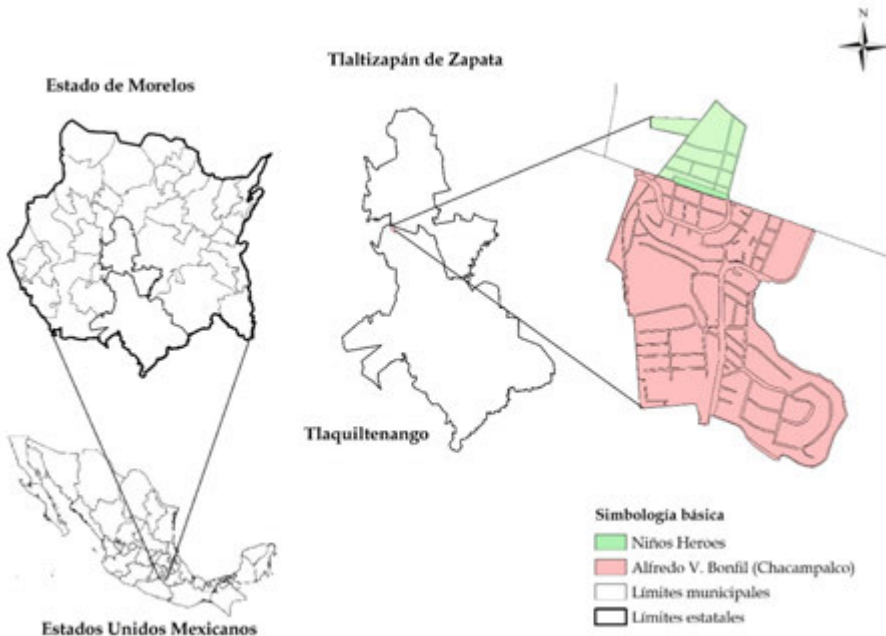 N
Tlaltizapán de Zapata
Estado de Morelos
Tlaquiltenango
Estados Unidos Mexicanos
Simbología básica
Niños Heroes
Alfredo V. Bonfil (Chacampalco)
Límites municipales
Límites estatales